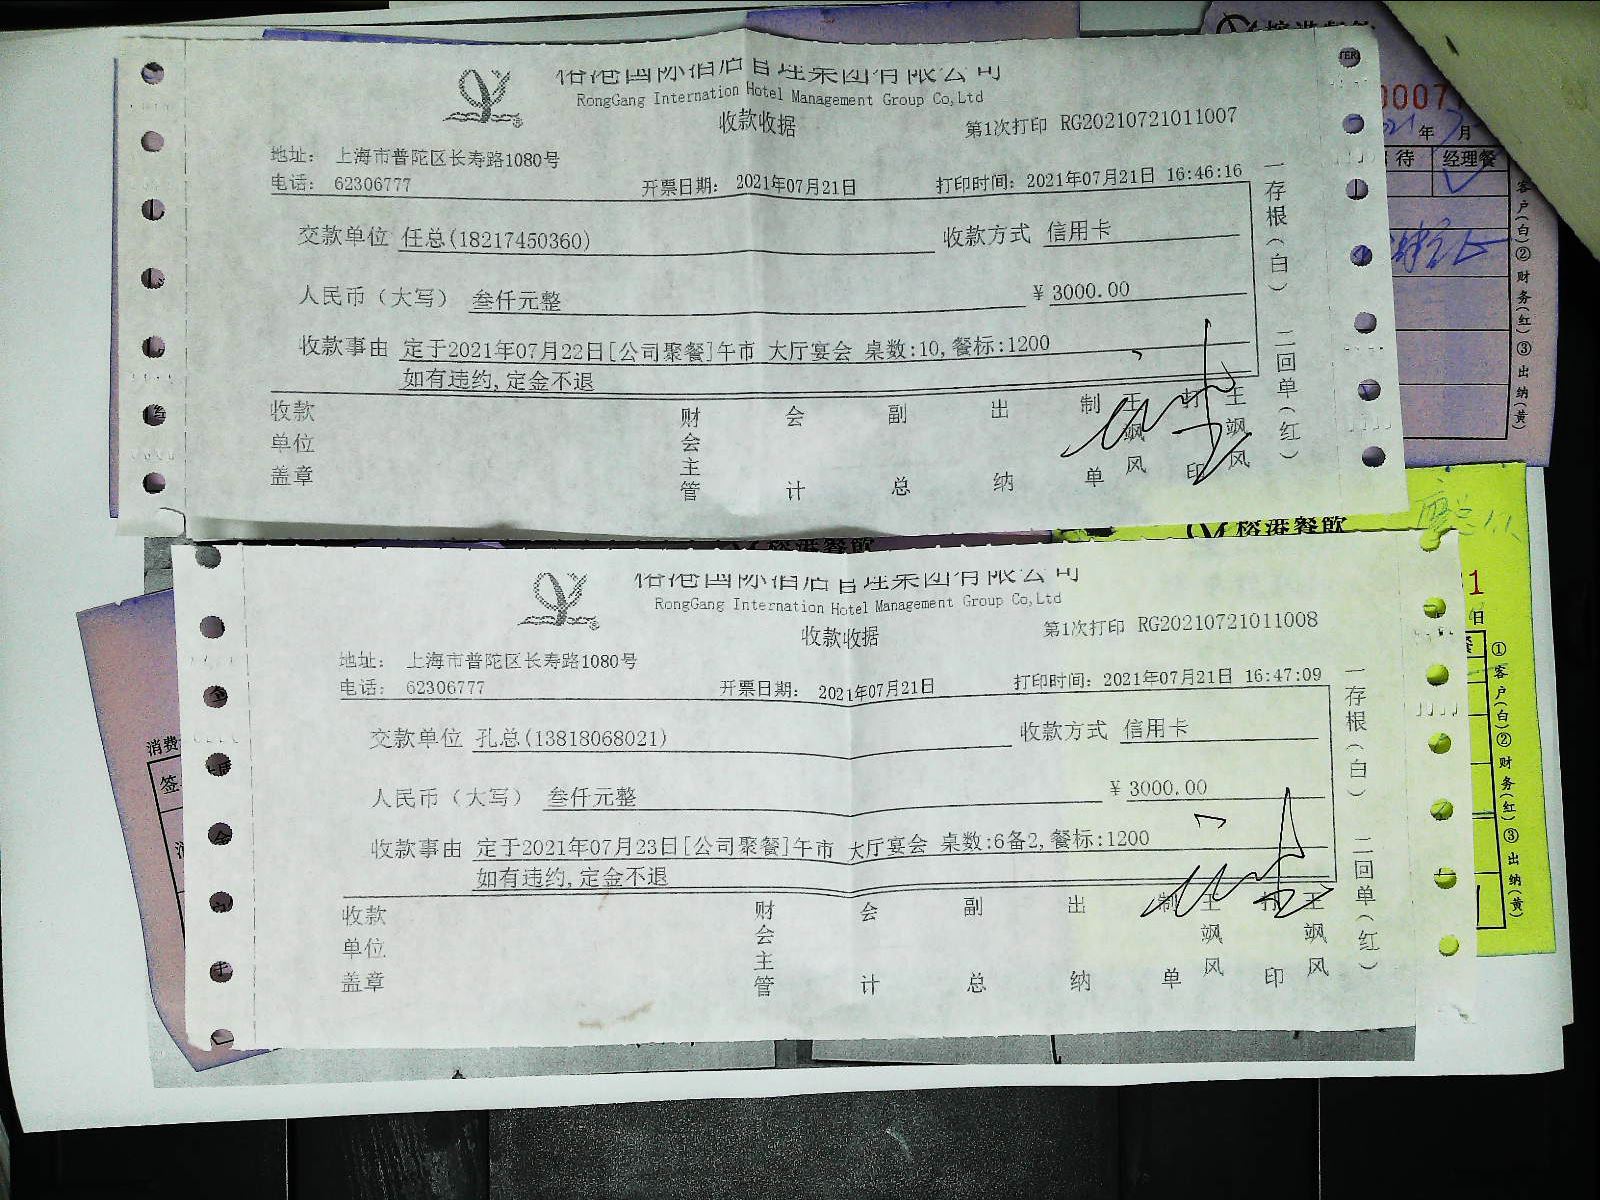 榕港国际酒店管理集团有限公司
RongGang Internation Hotel Management Group Co,Ltd
收款收据
第1次打印 RG20210721011007
地址： 上海市普陀区长寿路1080号
电话： 62306777
开票日期： 2021年07月21日
打印时间：2021年07月21日 16:46:16
交款单位 任总(18217450360)
收款方式 信用卡
人民币（大写） 叁仟元整
¥ 3000.00
收款事由 定于2021年07月22日[公司聚餐]午市 大厅宴会 桌数:10,餐标:1200
如有违约,定金不退
收款单位盖章
财会主管
会计
副总
出纳
制单
王飒风
打印
王飒风
一存根（白） 二回单（红）
榕港餐飲
榕港国际酒店管理集团有限公司
RongGang Internation Hotel Management Group Co,Ltd
收款收据
第1次打印 RG20210721011008
地址： 上海市普陀区长寿路1080号
电话： 62306777
开票日期： 2021年07月21日
打印时间：2021年07月21日 16:47:09
交款单位 孔总(13818068021)
收款方式 信用卡
人民币（大写） 叁仟元整
¥ 3000.00
收款事由 定于2021年07月23日[公司聚餐]午市 大厅宴会 桌数:6备2,餐标:1200
如有违约,定金不退
收款单位盖章
财会主管
会计
副总
出纳
制单
王飒风
打印
王飒风
一存根（白） 二回单（红）
年 月
待 经理餐
客户(白)②财务(红)③出纳(黄)
榕港餐飲
日
①客户(白)②财务(红)③出纳(黄)
消费
签